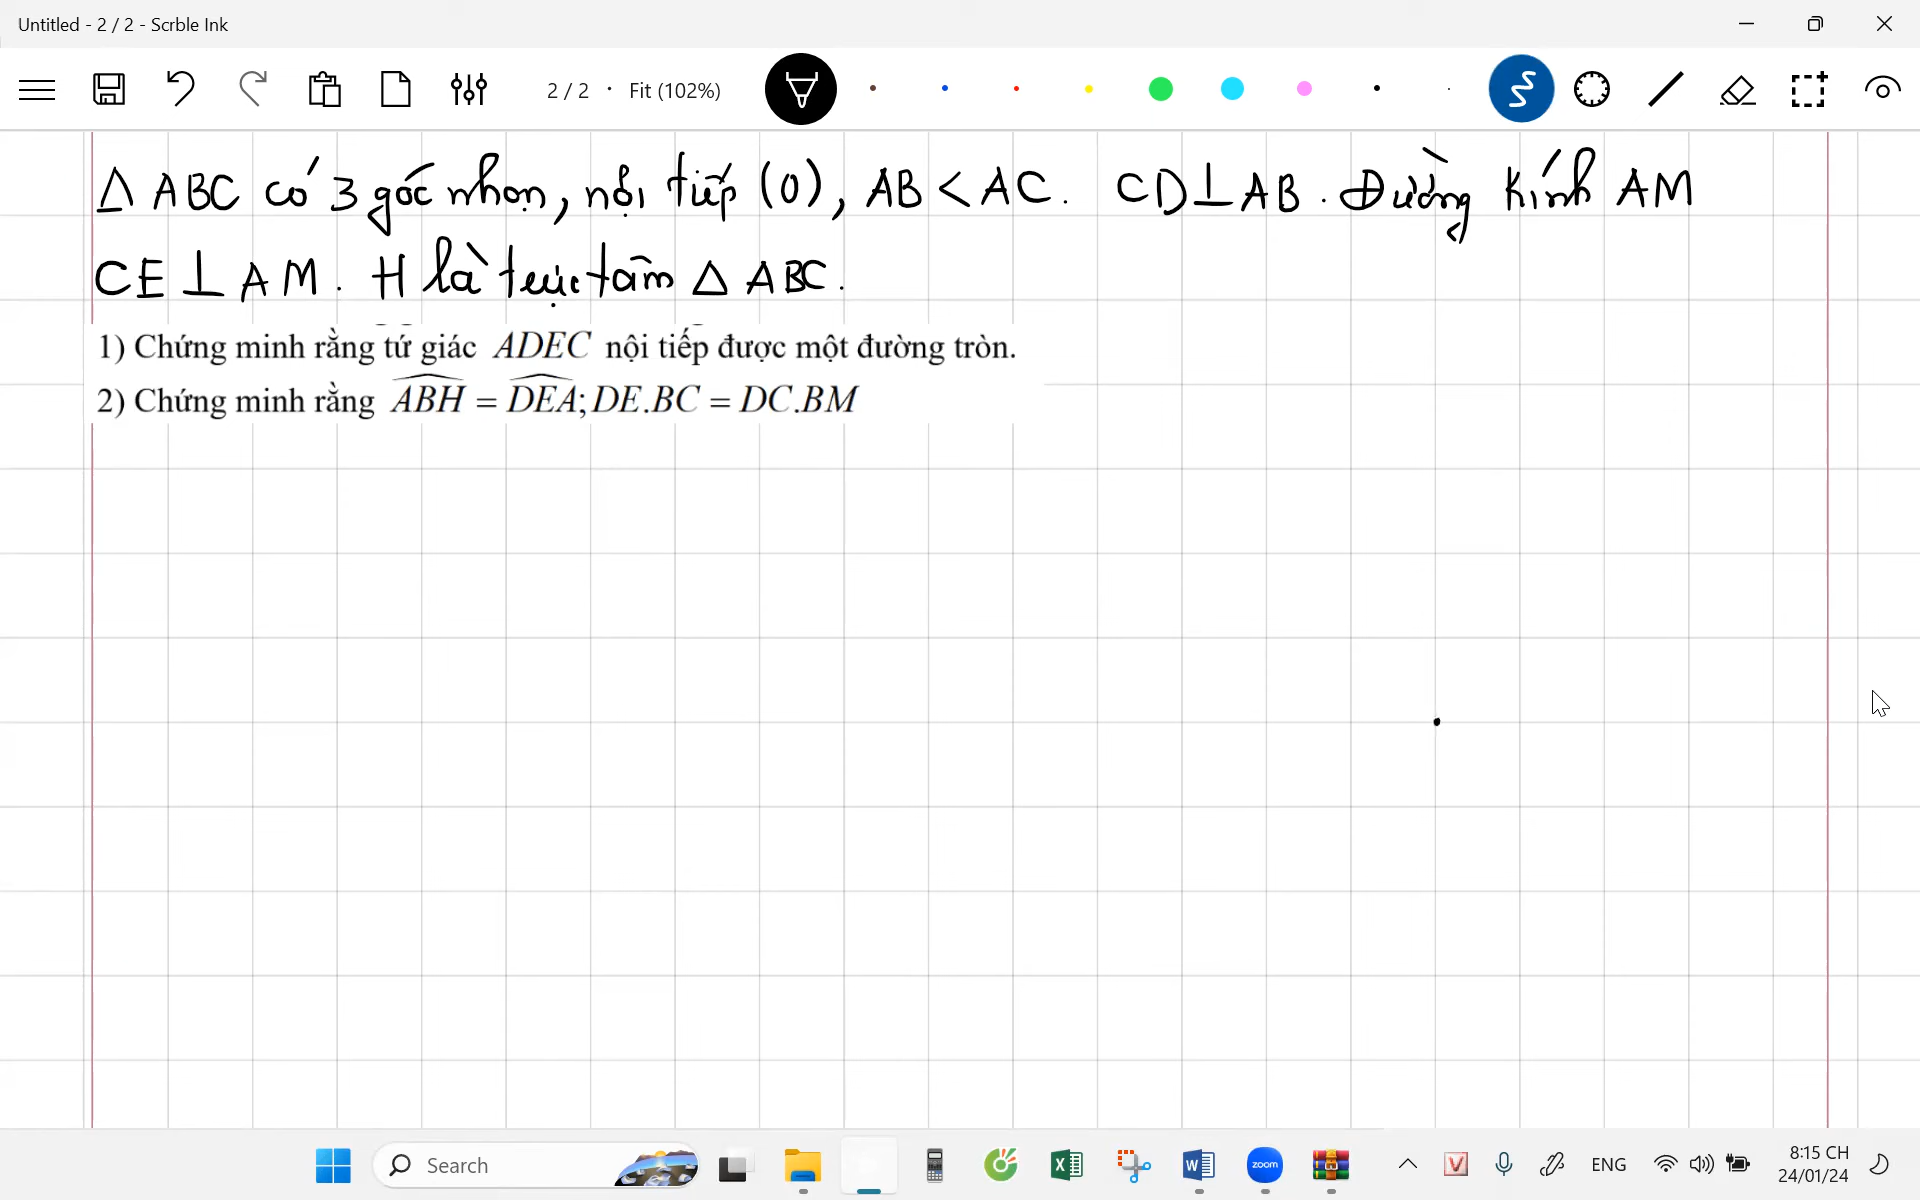 Untitled - 2 / 2 - Scrble Ink
2 / 2 · Fit (102%)
Δ ABC có 3 góc nhọn, nội tiếp (O), AB < AC. CD⊥AB. Đường kính AM
CE⊥AM. H là trực tâm Δ ABC.
1) Chứng minh rằng tứ giác ADEC nội tiếp được một đường tròn.
2) Chứng minh rằng \widehat{ABH} = \widehat{DEA}; DE.BC = DC.BM
Search
zoom
ENG
8:15 CH
24/01/24